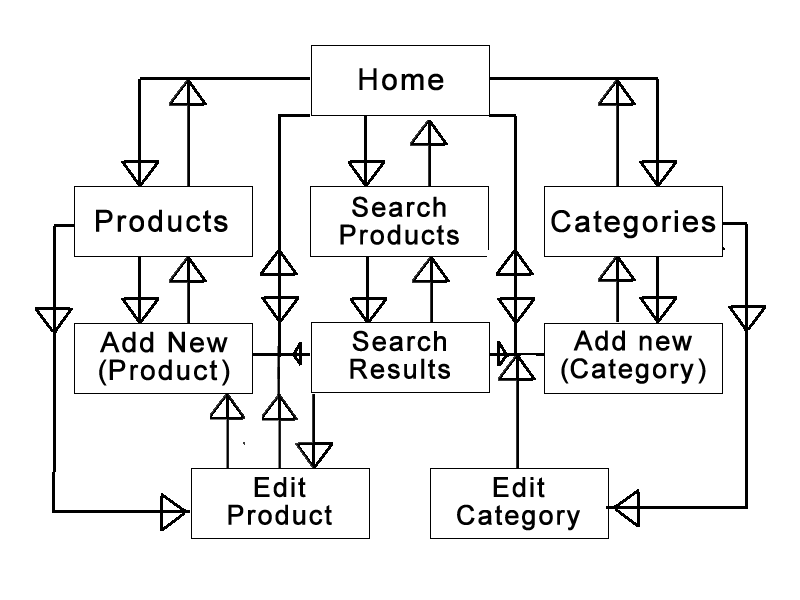 Home
Products
Search
Products
Categories
Add New
(Product)
Search
Results
Add new
(Category)
Edit
Product
Edit
Category